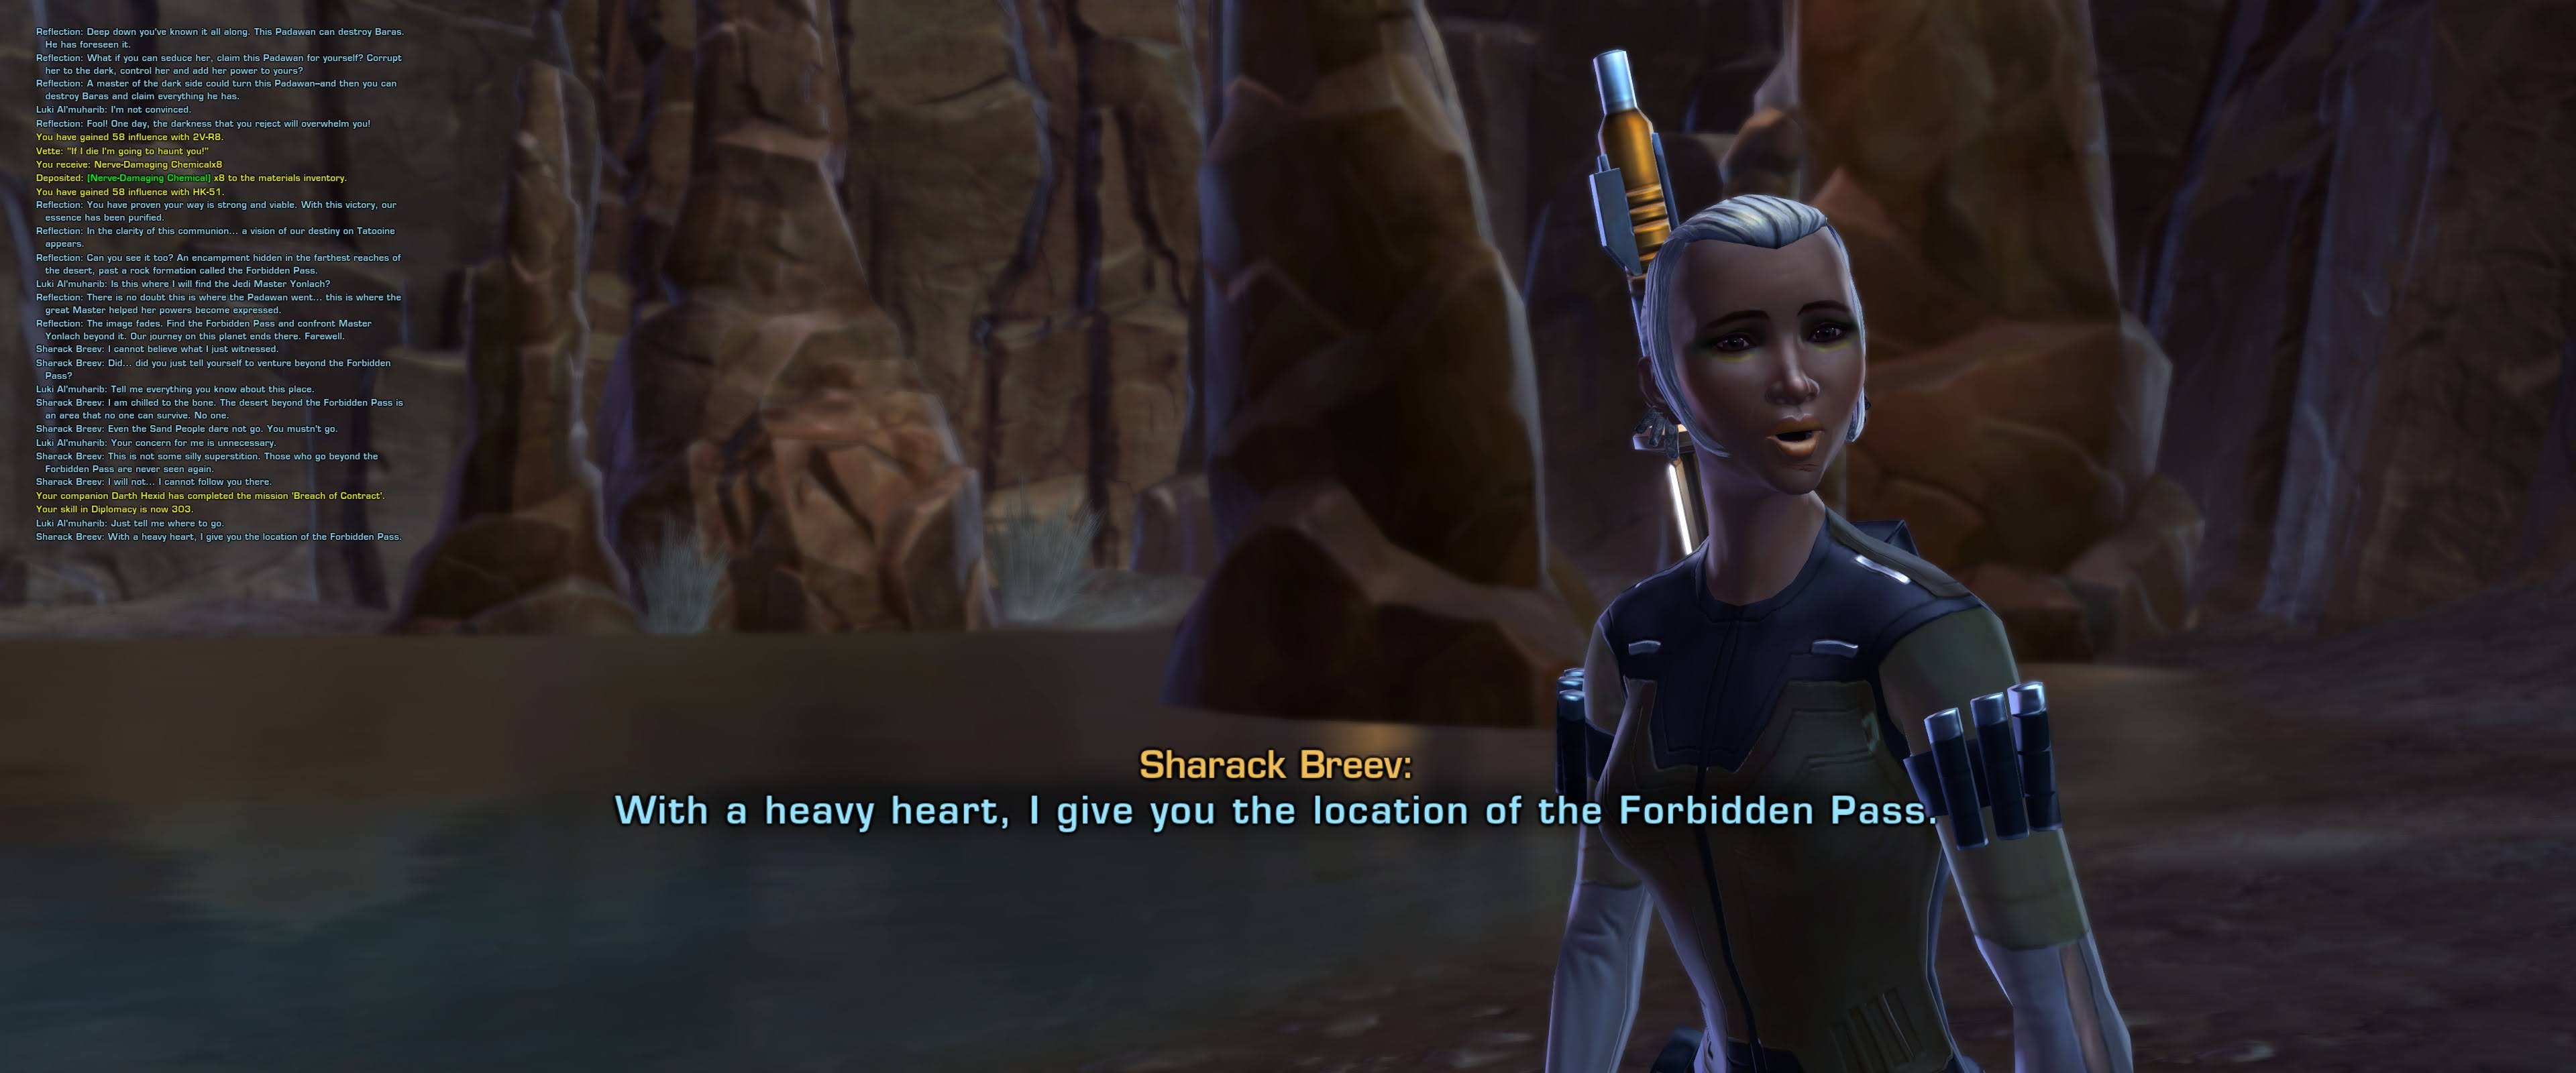 Reflection: Deep down you've known it all along. This Padawan can destroy Baras.
He has foreseen it.
Reflection: What if you can seduce her, claim this Padawan for yourself? Corrupt
her to the dark, control her and add her power to yours?
Reflection: A master of the dark side could turn this Padawan—and then you can
destroy Baras and claim everything he has.
Luki Al'muharib: I'm not convinced.
Reflection: Fool! One day, the darkness that you reject will overwhelm you!
You have gained 58 influence with 2V-R8.
Vette: "If I die I'm going to haunt you!"
You receive: Nerve-Damaging Chemicalx8
Deposited: [Nerve-Damaging Chemical] x8 to the materials inventory.
You have gained 58 influence with HK-51.
Reflection: You have proven your way is strong and viable. With this victory, our
essence has been purified.
Reflection: In the clarity of this communion... a vision of our destiny on Tatooine
appears.
Reflection: Can you see it too? An encampment hidden in the farthest reaches of
the desert, past a rock formation called the Forbidden Pass.
Luki Al'muharib: Is this where I will find the Jedi Master Yonlach?
Reflection: There is no doubt this is where the Padawan went... this is where the
great Master helped her powers become expressed.
Reflection: The image fades. Find the Forbidden Pass and confront Master
Yonlach beyond it. Our journey on this planet ends there. Farewell.
Sharack Breev: I cannot believe what I just witnessed.
Sharack Breev: Did... did you just tell yourself to venture beyond the Forbidden
Pass?
Luki Al'muharib: Tell me everything you know about this place.
Sharack Breev: I am chilled to the bone. The desert beyond the Forbidden Pass is
an area that no one can survive. No one.
Sharack Breev: Even the Sand People dare not go. You mustn't go.
Luki Al'muharib: Your concern for me is unnecessary.
Sharack Breev: This is not some silly superstition. Those who go beyond the
Forbidden Pass are never seen again.
Sharack Breev: I will not... I cannot follow you there.
Your companion Darth Hexid has completed the mission 'Breach of Contract'.
Your skill in Diplomacy is now 303.
Luki Al'muharib: Just tell me where to go.
Sharack Breev: With a heavy heart, I give you the location of the Forbidden Pass.
Sharack Breev:
With a heavy heart, I give you the location of the Forbidden Pass.